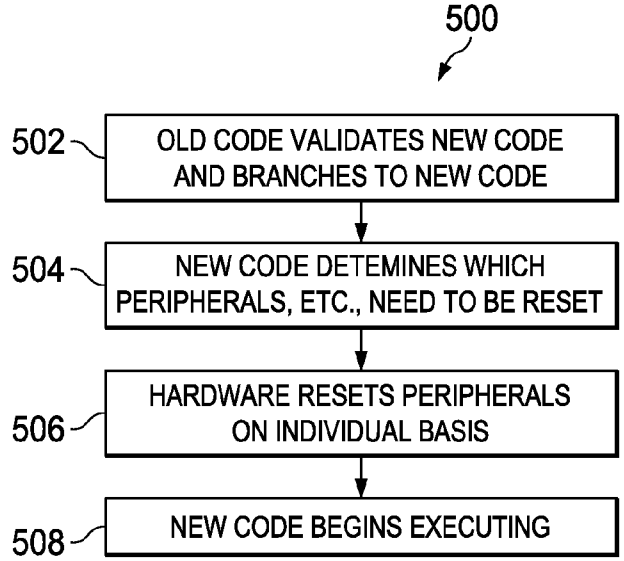 500
502
OLD CODE VALIDATES NEW CODE
AND BRANCHES TO NEW CODE
504
NEW CODE DETEMINES WHICH
PERIPHERALS, ETC., NEED TO BE RESET
506
HARDWARE RESETS PERIPHERALS
ON INDIVIDUAL BASIS
508
NEW CODE BEGINS EXECUTING